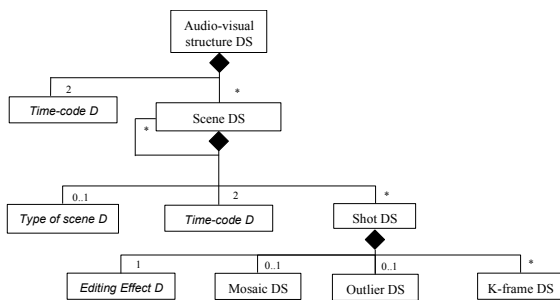 Audio-visual
structure DS
2
*
Time-code D
Scene DS
*
0..1
2
*
Type of scene D
Time-code D
Shot DS
1
0..1
0..1
*
Editing Effect D
Mosaic DS
Outlier DS
K-frame DS